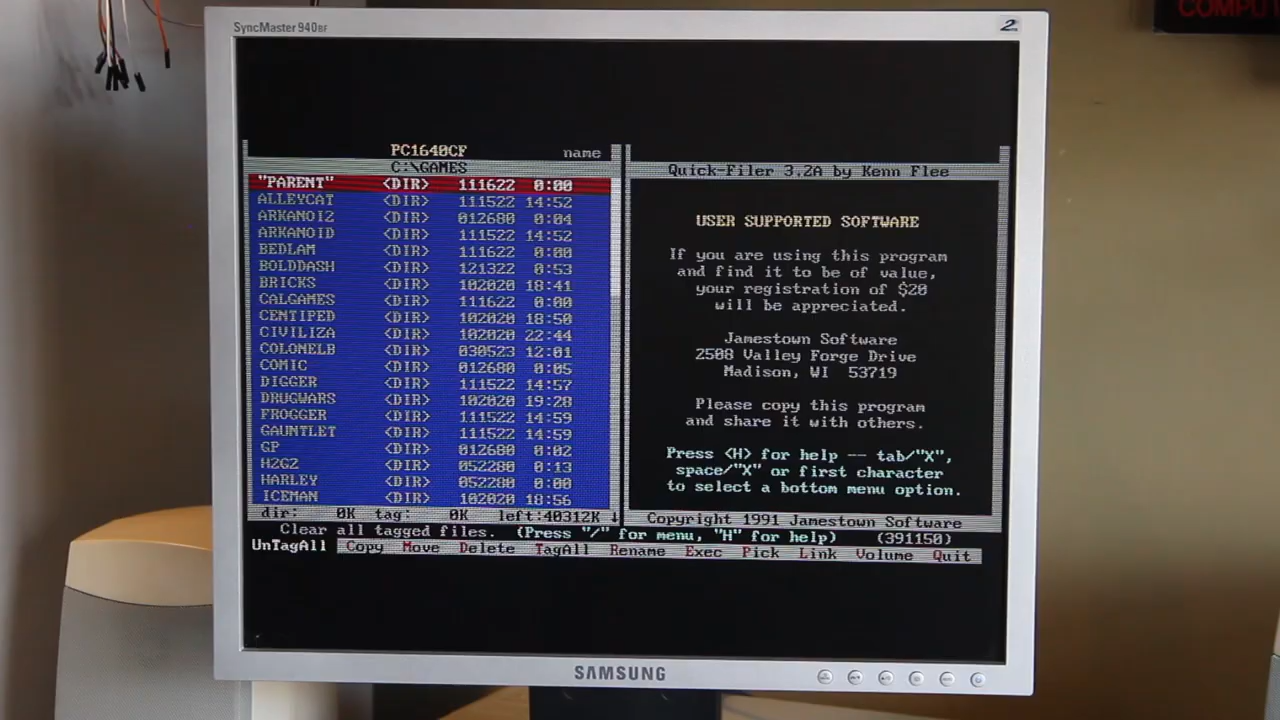 SyncMaster 940BF
2
COMPU
PC1640CF name
C:\GAMES
"PARENT" <DIR> 111622 0:00
ALLEYCAT <DIR> 111522 14:52
ARKANOI2 <DIR> 012680 0:04
ARKANOID <DIR> 111522 14:52
BEDLAM <DIR> 111622 0:00
BOLDDASH <DIR> 121322 0:53
BRICKS <DIR> 102020 18:41
CALGAMES <DIR> 111622 0:00
CENTIPED <DIR> 102020 18:50
CIVILIZA <DIR> 102020 22:44
COLONELB <DIR> 030523 12:01
COMIC <DIR> 012680 0:05
DIGGER <DIR> 111522 14:57
DRUGWARS <DIR> 102020 19:28
FROGGER <DIR> 111522 14:59
GAUNTLET <DIR> 111522 14:59
GP <DIR> 012680 0:02
H2G2 <DIR> 052280 0:13
HARLEY <DIR> 052280 0:00
ICEMAN <DIR> 102020 18:56
dir: 0K tag: 0K left:40312K ↓
Quick-Filer 3.2A by Kenn Flee
USER SUPPORTED SOFTWARE
If you are using this program
and find it to be of value,
your registration of $20
will be appreciated.
Jamestown Software
2508 Valley Forge Drive
Madison, WI 53719
Please copy this program
and share it with others.
Press <H> for help -- tab/"X",
space/"X" or first character
to select a bottom menu option.
Copyright 1991 Jamestown Software
Clear all tagged files. (Press "/" for menu, "H" for help) (391150)
UnTagAll Copy Move Delete TagAll Rename Exec Pick Link Volume Quit
SAMSUNG